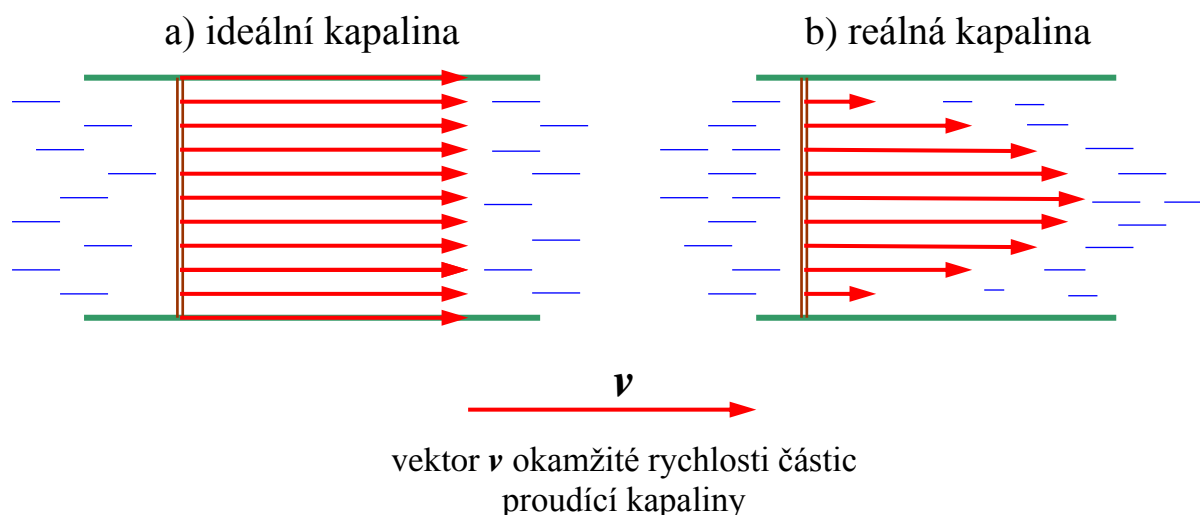 a) ideální kapalina
b) reálná kapalina
v
vektor v okamžité rychlosti částic
proudící kapaliny